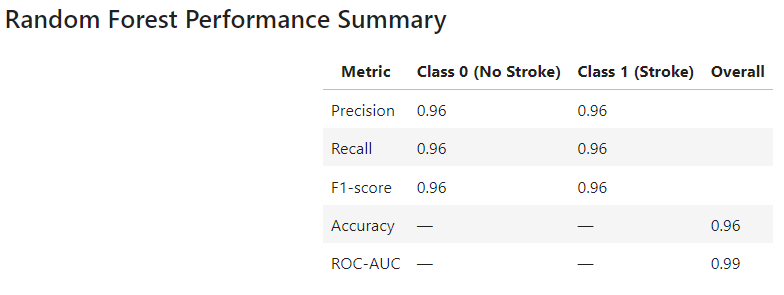 Random Forest Performance Summary
Metric Class 0 (No Stroke) Class 1 (Stroke) Overall
Precision 0.96 0.96
Recall 0.96 0.96
F1-score 0.96 0.96
Accuracy — — 0.96
ROC-AUC — — 0.99